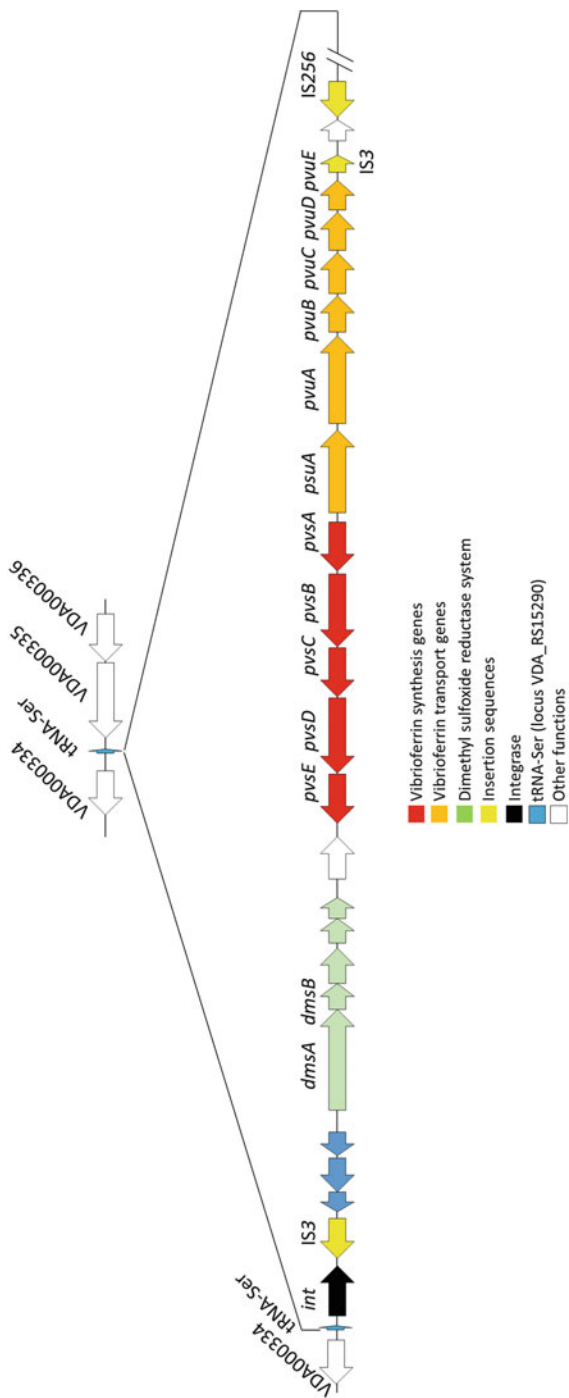 VDA000334
tRNA-Ser
VDA000335
VDA000336
VDA000334
tRNA-Ser
int
IS3
dmsA
dmsB
pvsE
pvsD
pvsC
pvsB
pvsA
psuA
pvuA
pvuB
pvuC
pvuD
pvuE
IS3
IS256
Vibrioferrin synthesis genes
Vibrioferrin transport genes
Dimethyl sulfoxide reductase system
Insertion sequences
Integrase
tRNA-Ser (locus VDA_RS15290)
Other functions